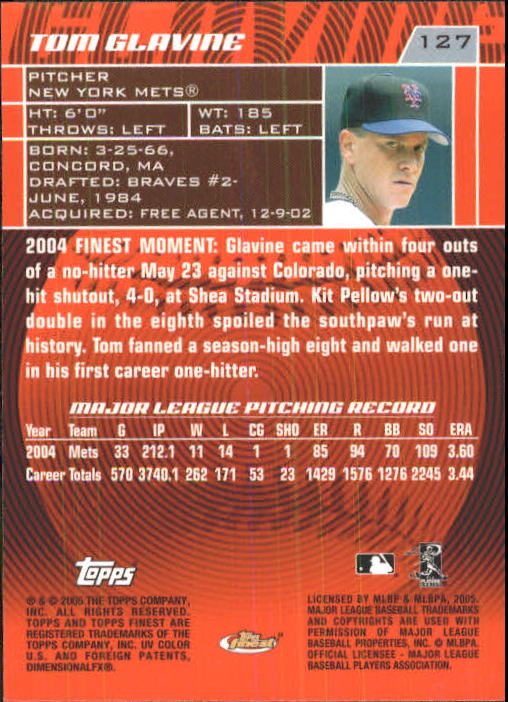 TOM GLAVINE
127
PITCHER
NEW YORK METS®
HT: 6'0"
WT: 185
THROWS: LEFT
BATS: LEFT
BORN: 3-25-66,
CONCORD, MA
DRAFTED: BRAVES #2-
JUNE, 1984
ACQUIRED: FREE AGENT, 12-9-02
2004 FINEST MOMENT: Glavine came within four outs
of a no-hitter May 23 against Colorado, pitching a one-
hit shutout, 4-0, at Shea Stadium. Kit Pellow's two-out
double in the eighth spoiled the southpaw's run at
history. Tom fanned a season-high eight and walked one
in his first career one-hitter.
MAJOR LEAGUE PITCHING RECORD
Year Team G IP W L CG SHO ER R BB SO ERA
2004 Mets 33 212.1 11 14 1 1 85 94 70 109 3.60
Career Totals 570 3740.1 262 171 53 23 1429 1576 1276 2245 3.44
Topps
® & © 2005 THE TOPPS COMPANY,
INC. ALL RIGHTS RESERVED.
TOPPS AND TOPPS FINEST ARE
REGISTERED TRADEMARKS OF THE
TOPPS COMPANY, INC. UV COLOR
U.S. AND FOREIGN PATENTS,
DIMENSIONALFX®.
Topps
finest
LICENSED BY MLBP & MLBPA, 2005.
MAJOR LEAGUE BASEBALL TRADEMARKS
AND COPYRIGHTS ARE USED WITH
PERMISSION OF MAJOR LEAGUE
BASEBALL PROPERTIES, INC. © MLBPA.
OFFICIAL LICENSEE - MAJOR LEAGUE
BASEBALL PLAYERS ASSOCIATION.